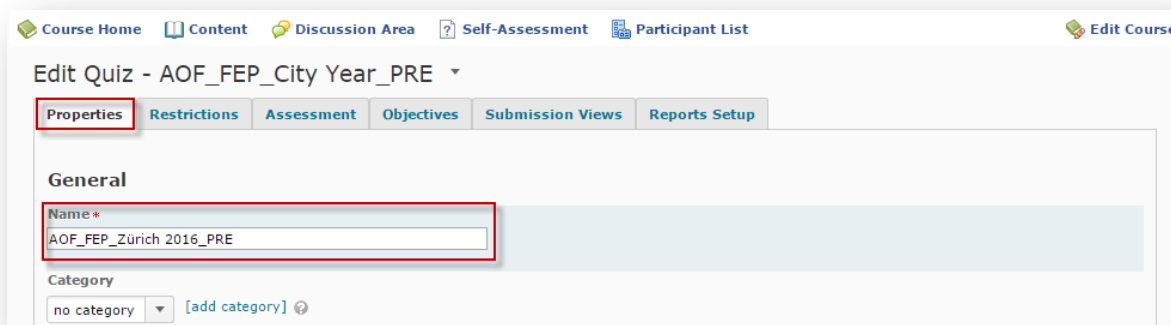 Course Home Content Discussion Area Self-Assessment Participant List Edit Course
Edit Quiz - AOF_FEP_City Year_PRE
Properties Restrictions Assessment Objectives Submission Views Reports Setup
General
Name *
AOF_FEP_Zürich 2016_PRE
Category
no category [add category]